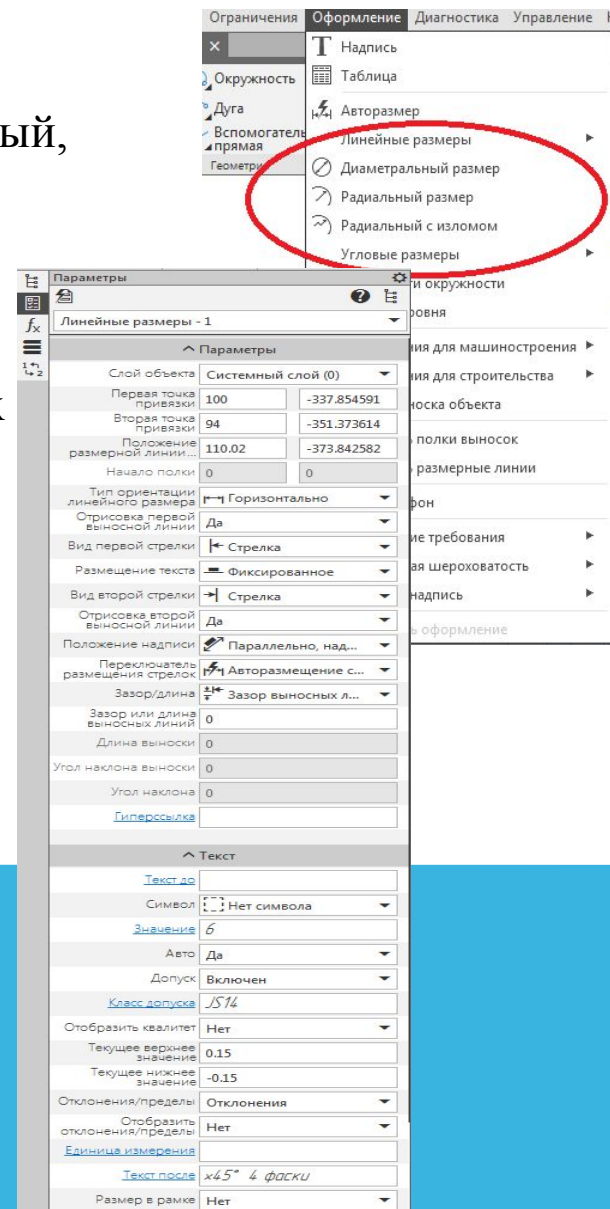 Ограничения Оформление Диагностика Управление
Надпись
Таблица
Окружность
Дуга
Авторазмер
Линейные размеры
прямая
Диаметральный размер
Радиальный размер
Радиальный с изломом
Угловые размеры
ый,
к
Параметры
Линейные размеры - 1
Параметры
Слой объекта Системный слой (0)
Первая точка
привязки 100 -337.854591
Вторая точка
привязки 94 -351.373614
Положение
размерной линии... 110.02 -373.842582
Начало полки 0 0
Тип ориентации
линейного размера Горизонтально
Отрисовка первой
выносной линии Да
Вид первой стрелки Стрелка
Размещение текста Фиксированное
Вид второй стрелки Стрелка
Отрисовка второй
выносной линии Да
Положение надписи Параллельно, над...
Переключатель
размещения стрелок Авторазмещение с...
Зазор/длина Зазор выносных л...
Зазор или длина
выносных линий 0
Длина выноски 0
Угол наклона выноски 0
Угол наклона 0
Гиперссылка
Текст
Текст до
Символ Нет символа
Значение 6
Авто Да
Допуск Включен
Класс допуска JS14
Отобразить квалитет Нет
Текущее верхнее
значение 0.15
Текущее нижнее
значение -0.15
Отклонения/пределы Отклонения
Отобразить
отклонения/пределы Нет
Единица измерения
Текст после x45° 4 фаски
Размер в рамке Нет
и окружности
овня
ия для машиностроения
ия для строительства
носка объекта
полки выносок
размерные линии
фон
ие требования
ая шероховатость
надпись
ь оформление